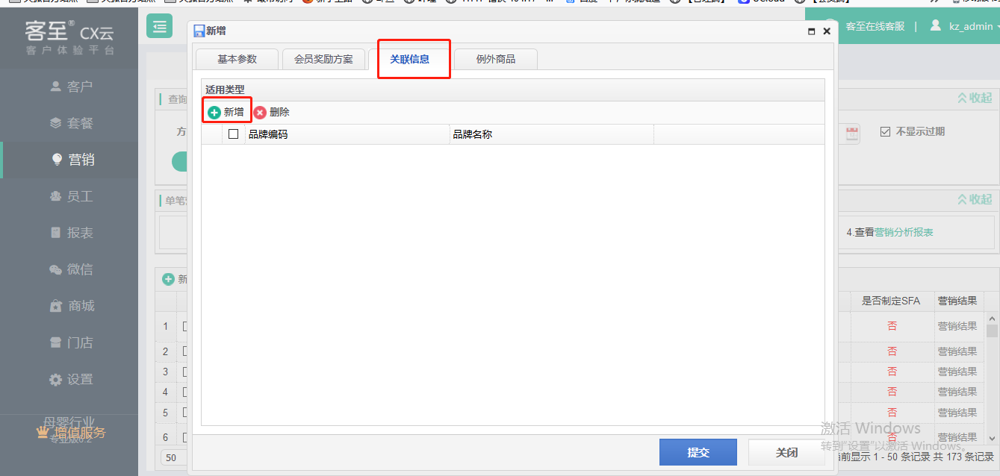 客至® CX云
客户体验平台
客户
套餐
营销
员工
报表
微信
商城
门店
设置
母婴行业
增值服务
专业版6.2
客至在线客服 | kz_admin
新增
基本参数 会员奖励方案 关联信息 例外商品
适用类型
新增 删除
品牌编码 品牌名称
提交 关闭
查询
收起
方
不显示过期
单笔
收起
4.查看营销分析报表
新
是否制定SFA 营销结果
1 否 营销结果
2 否 营销结果
3 否 营销结果
4 否 营销结果
5 否 营销结果
6 否 营销结果
50
前显示 1 - 50 条记录 共 173 条记录
激活 Windows
转到"设置"以激活 Windows。